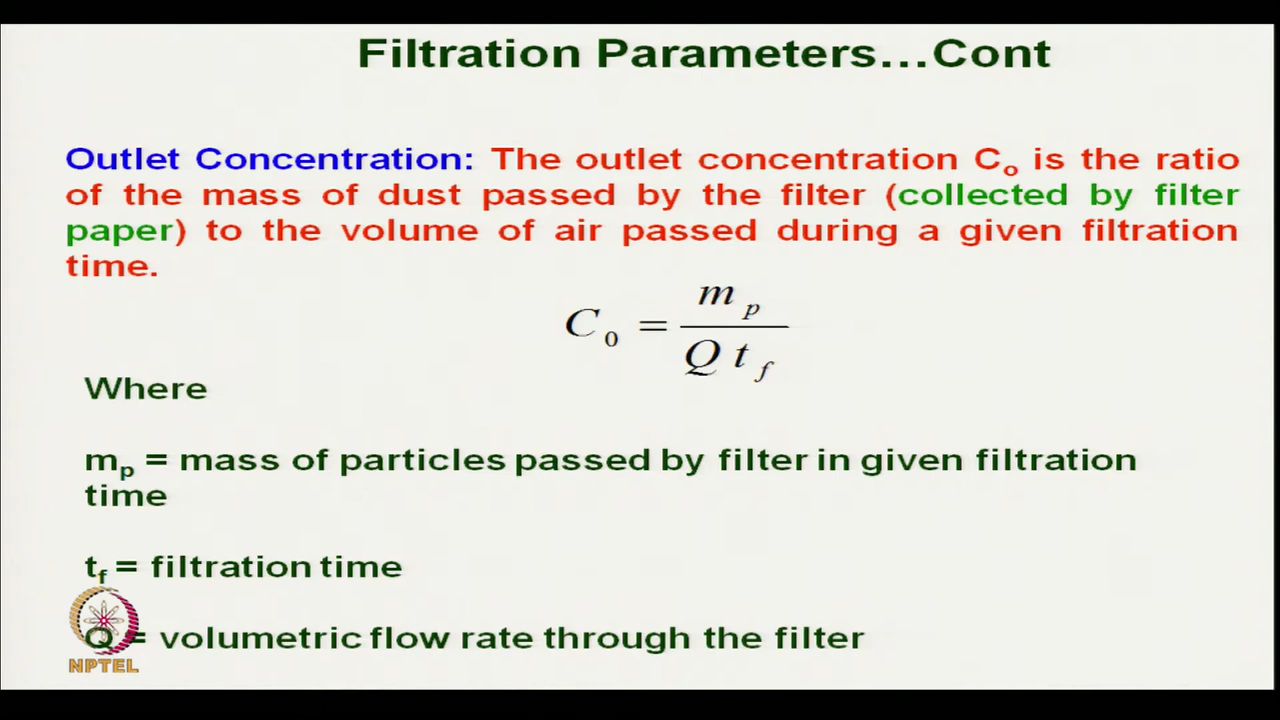 Filtration Parameters...Cont
Outlet Concentration: The outlet concentration Co is the ratio
of the mass of dust passed by the filter (collected by filter
paper) to the volume of air passed during a given filtration
time.
C0 = mp / Q tf
Where
mp = mass of particles passed by filter in given filtration
time
tf = filtration time
Q = volumetric flow rate through the filter
NPTEL